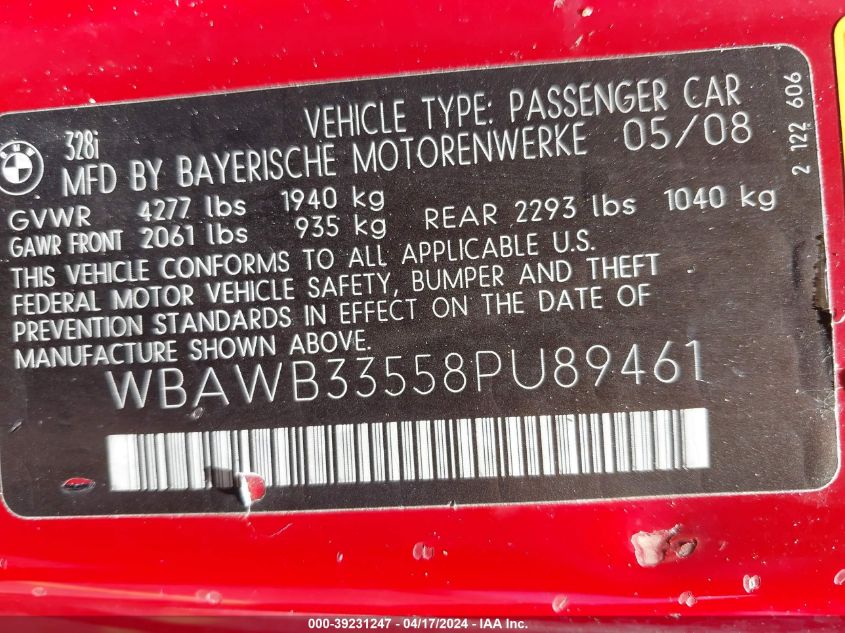 BMW
328i
VEHICLE TYPE: PASSENGER CAR
MFD BY BAYERISCHE MOTORENWERKE 05/08
GVWR 4277 lbs 1940 kg
GAWR FRONT 2061 lbs 935 kg REAR 2293 lbs 1040 kg
THIS VEHICLE CONFORMS TO ALL APPLICABLE U.S.
FEDERAL MOTOR VEHICLE SAFETY, BUMPER AND THEFT
PREVENTION STANDARDS IN EFFECT ON THE DATE OF
MANUFACTURE SHOWN ABOVE.
WBAWB33558PU89461
2 122 606
000-39231247 - 04/17/2024 - IAA Inc.